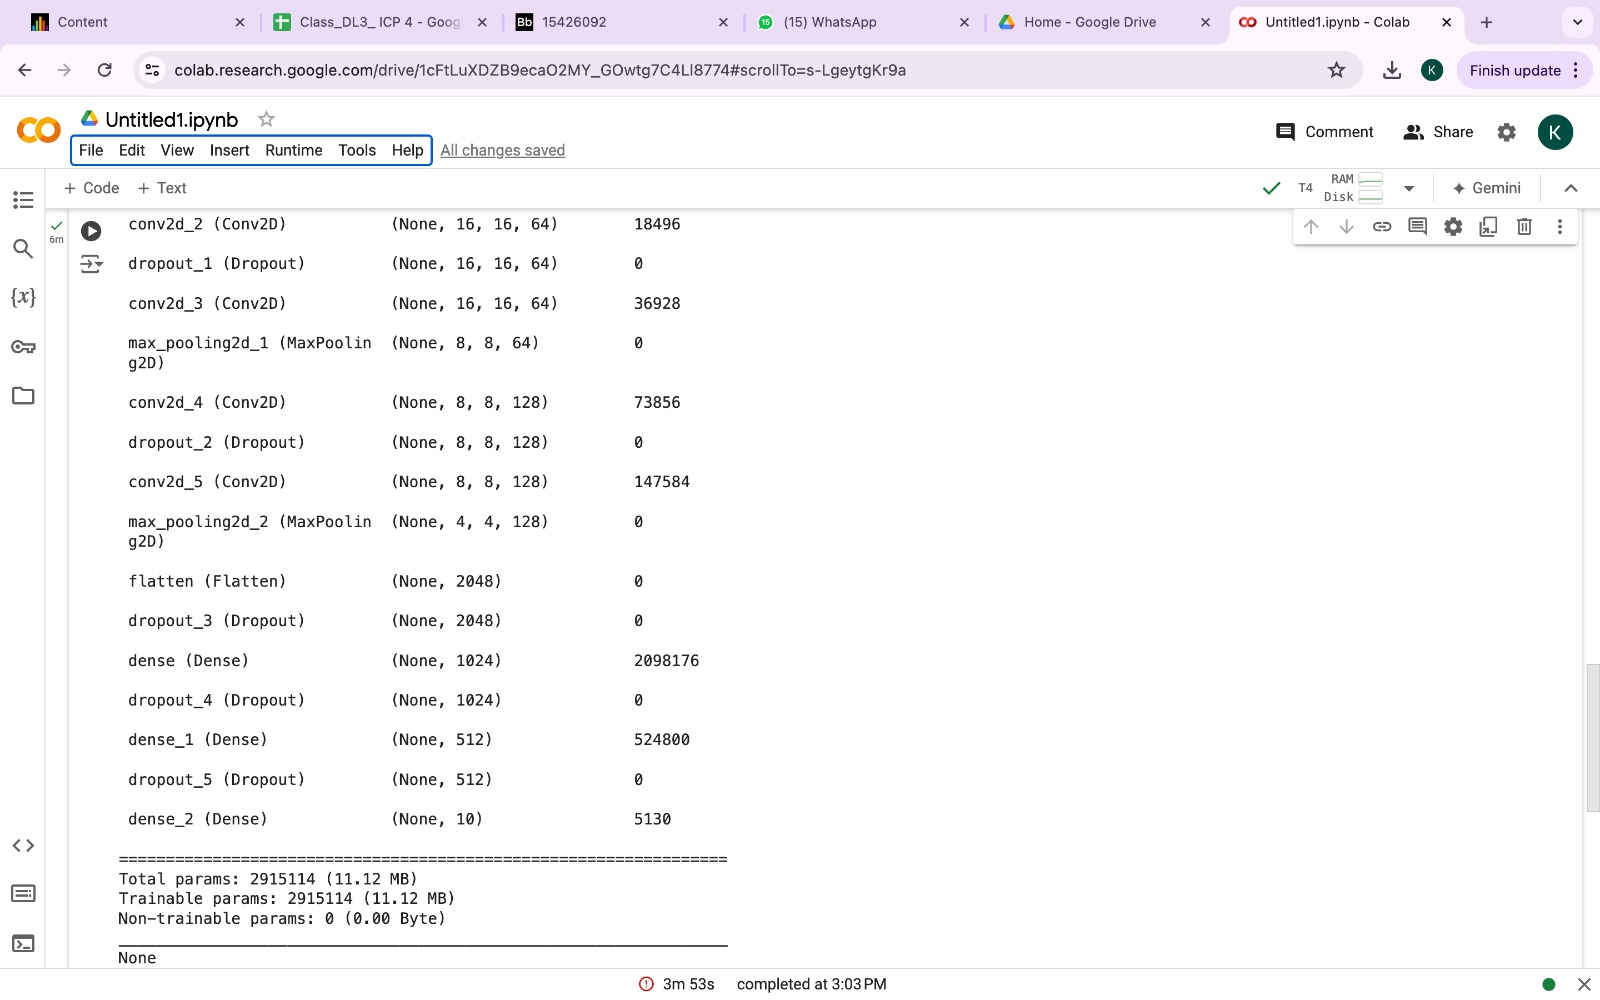 Content
Class_DL3_ ICP 4 - Goog
Bb 15426092
15 (15) WhatsApp
Home - Google Drive
Untitled1.ipynb - Colab
colab.research.google.com/drive/1cFtLuXDZB9ecaO2MY_GOwtg7C4Ll8774#scrollTo=s-LgeytgKr9a
K
Finish update
Untitled1.ipynb
File Edit View Insert Runtime Tools Help All changes saved
Comment Share K
+ Code + Text
T4 RAM
Disk
Gemini
6m
{x}
conv2d_2 (Conv2D) (None, 16, 16, 64) 18496
dropout_1 (Dropout) (None, 16, 16, 64) 0
conv2d_3 (Conv2D) (None, 16, 16, 64) 36928
max_pooling2d_1 (MaxPoolin (None, 8, 8, 64) 0
g2D)
conv2d_4 (Conv2D) (None, 8, 8, 128) 73856
dropout_2 (Dropout) (None, 8, 8, 128) 0
conv2d_5 (Conv2D) (None, 8, 8, 128) 147584
max_pooling2d_2 (MaxPoolin (None, 4, 4, 128) 0
g2D)
flatten (Flatten) (None, 2048) 0
dropout_3 (Dropout) (None, 2048) 0
dense (Dense) (None, 1024) 2098176
dropout_4 (Dropout) (None, 1024) 0
dense_1 (Dense) (None, 512) 524800
dropout_5 (Dropout) (None, 512) 0
dense_2 (Dense) (None, 10) 5130
=================================================================
Total params: 2915114 (11.12 MB)
Trainable params: 2915114 (11.12 MB)
Non-trainable params: 0 (0.00 Byte)
_________________________________________________________________
None
3m 53s completed at 3:03 PM